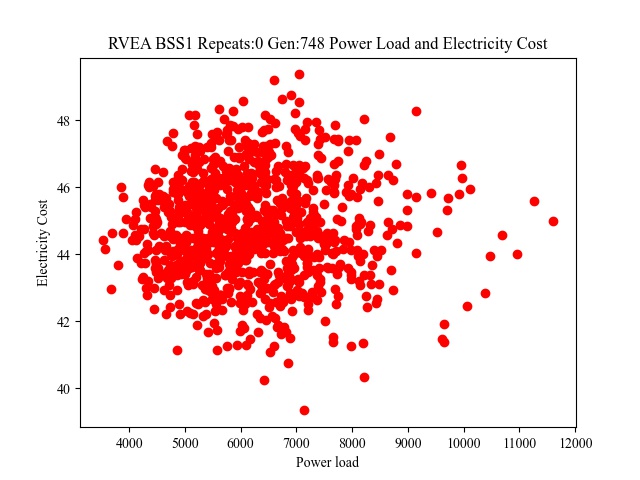 RVEA BSS1 Repeats:0 Gen:748 Power Load and Electricity Cost
48
46
44
42
40
Electricity Cost
4000 5000 6000 7000 8000 9000 10000 11000 12000
Power load